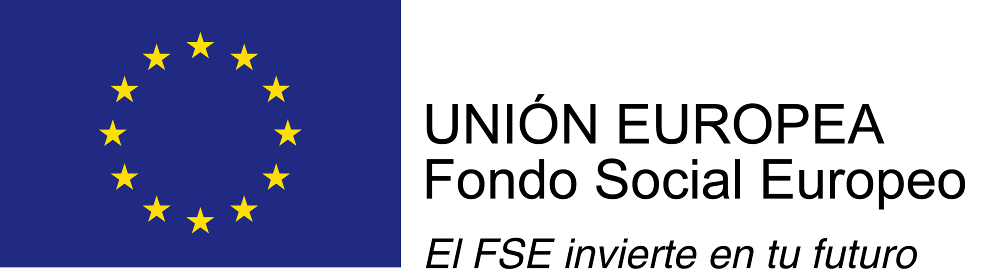 UNIÓN EUROPEA
Fondo Social Europeo
El FSE invierte en tu futuro